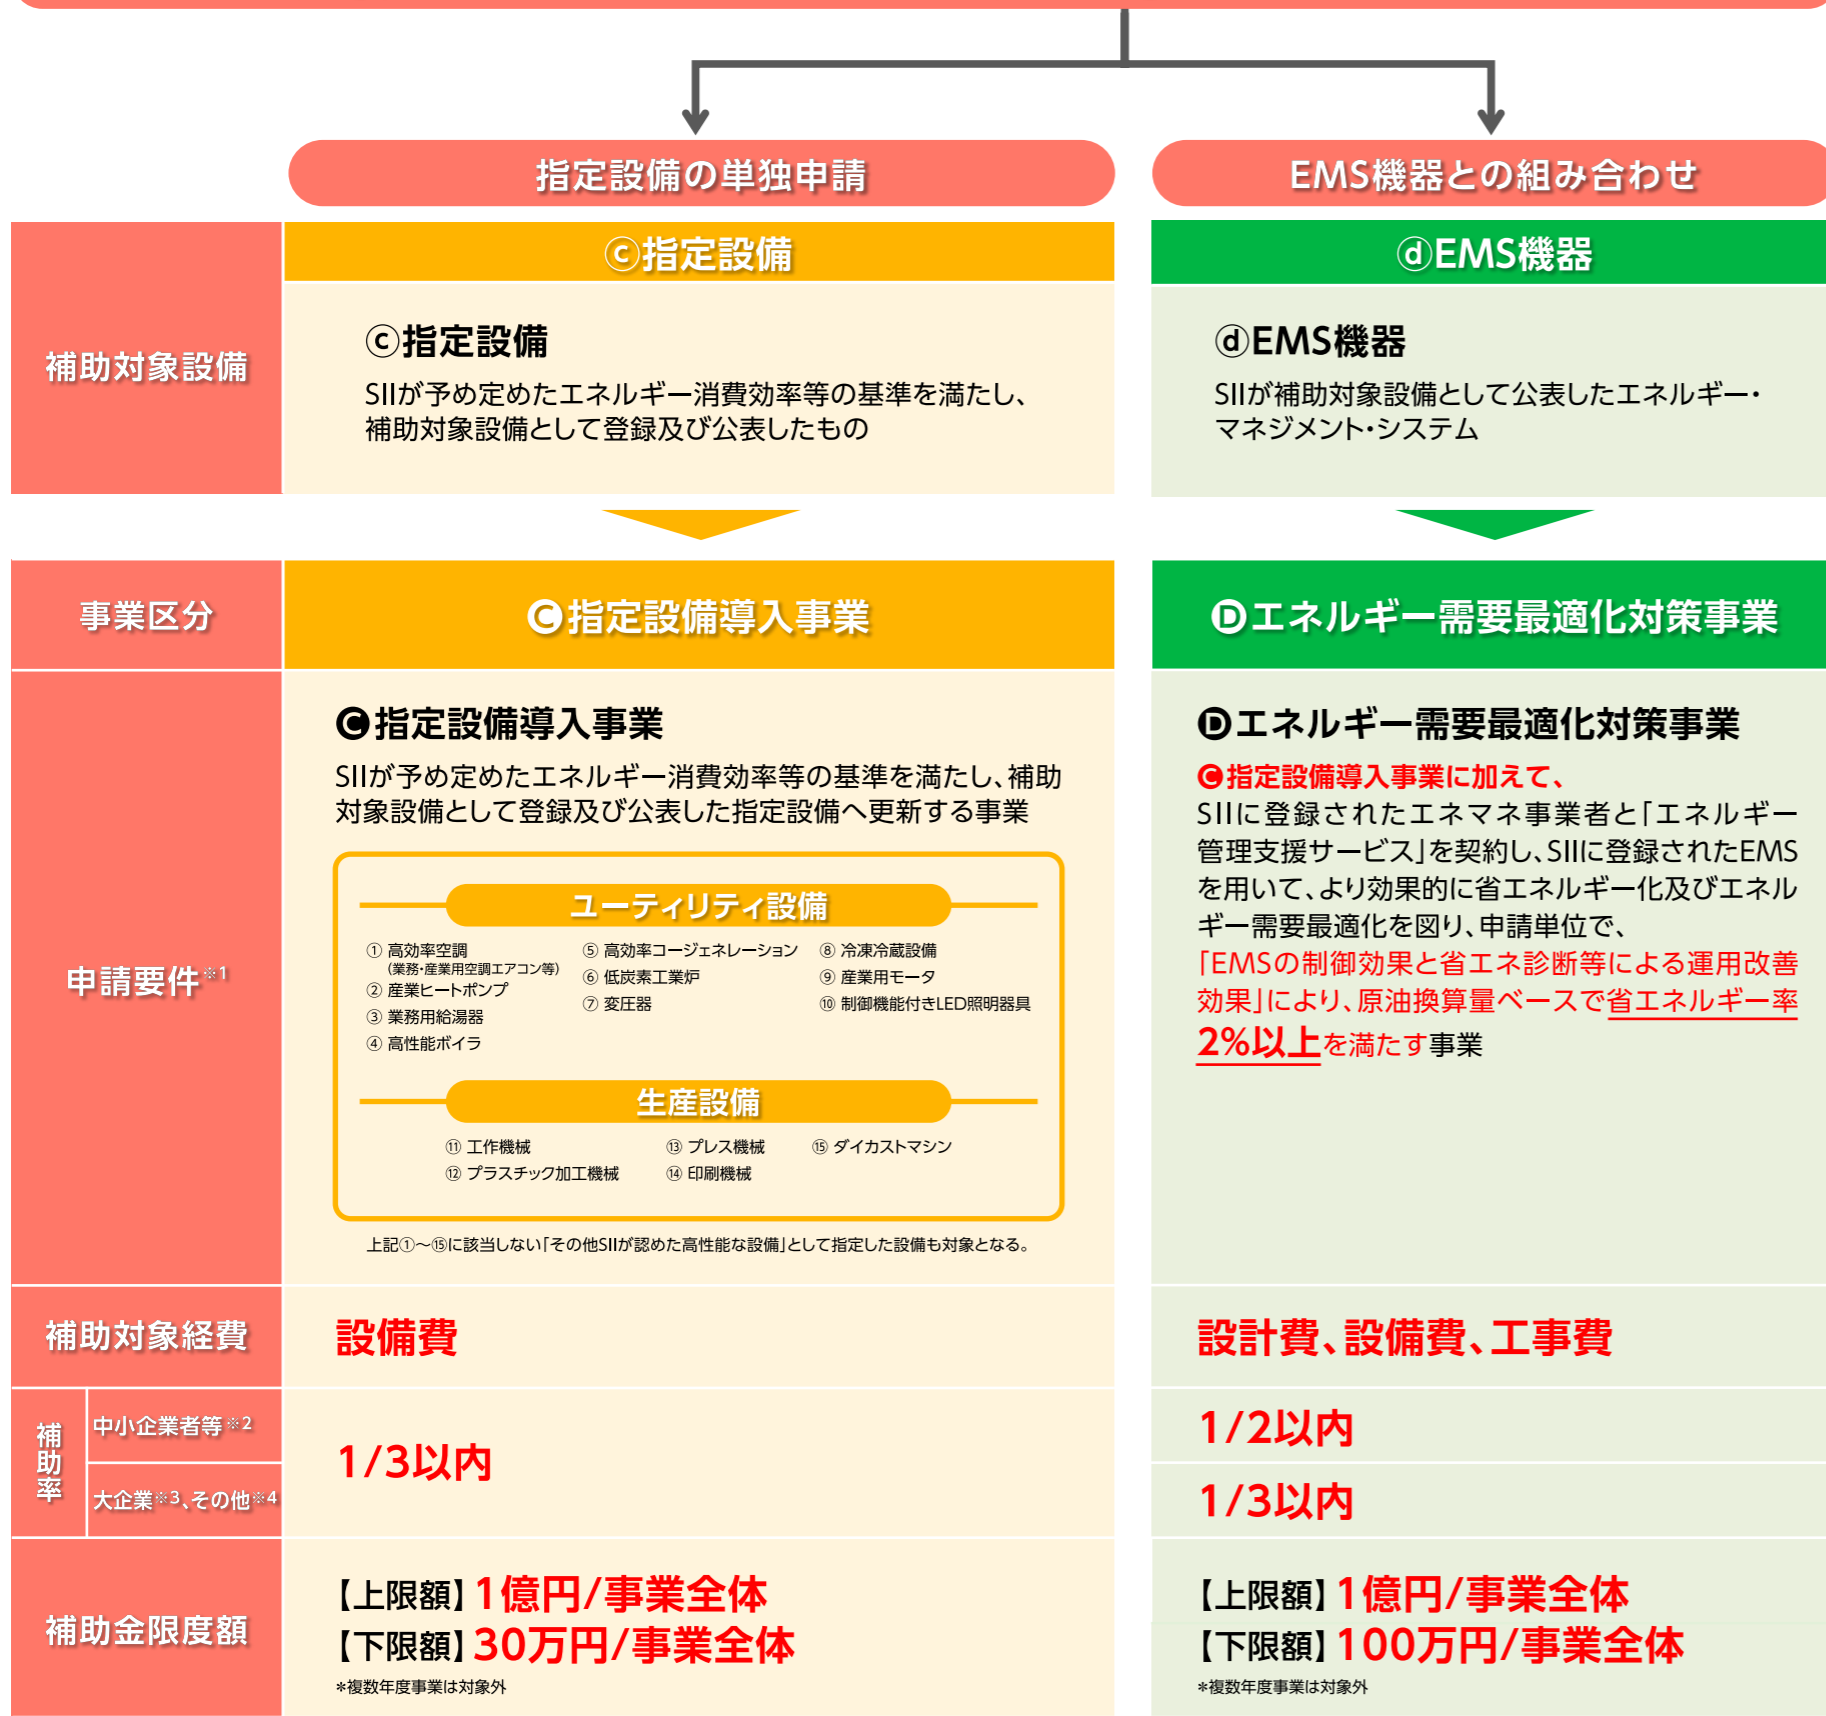 指定設備の単独申請
EMS機器との組み合わせ
補助対象設備
ⓒ指定設備
ⓒ指定設備
SIIが予め定めたエネルギー消費効率等の基準を満たし、
補助対象設備として登録及び公表したもの
ⓓEMS機器
ⓓEMS機器
SIIが補助対象設備として公表したエネルギー・
マネジメント・システム
事業区分
🅒指定設備導入事業
🅓エネルギー需要最適化対策事業
申請要件※1
🅒指定設備導入事業
SIIが予め定めたエネルギー消費効率等の基準を満たし、補助
対象設備として登録及び公表した指定設備へ更新する事業
ユーティリティ設備
① 高効率空調
(業務・産業用空調エアコン等)
② 産業ヒートポンプ
③ 業務用給湯器
④ 高性能ボイラ
⑤ 高効率コージェネレーション
⑥ 低炭素工業炉
⑦ 変圧器
⑧ 冷凍冷蔵設備
⑨ 産業用モータ
⑩ 制御機能付きLED照明器具
生産設備
⑪ 工作機械
⑫ プラスチック加工機械
⑬ プレス機械
⑭ 印刷機械
⑮ ダイカストマシン
上記①～⑮に該当しない「その他SIIが認めた高性能な設備」として指定した設備も対象となる。
🅓エネルギー需要最適化対策事業
🅒指定設備導入事業に加えて、
SIIに登録されたエネマネ事業者と「エネルギー
管理支援サービス」を契約し、SIIに登録されたEMS
を用いて、より効果的に省エネルギー化及びエネル
ギー需要最適化を図り、申請単位で、
「EMSの制御効果と省エネ診断等による運用改善
効果」により、原油換算量ベースで省エネルギー率
2%以上を満たす事業
補助対象経費
設備費
設計費、設備費、工事費
補助率
中小企業者等※2
大企業※3、その他※4
1/3以内
1/2以内
1/3以内
補助金限度額
【上限額】1億円/事業全体
【下限額】30万円/事業全体
*複数年度事業は対象外
【上限額】1億円/事業全体
【下限額】100万円/事業全体
*複数年度事業は対象外